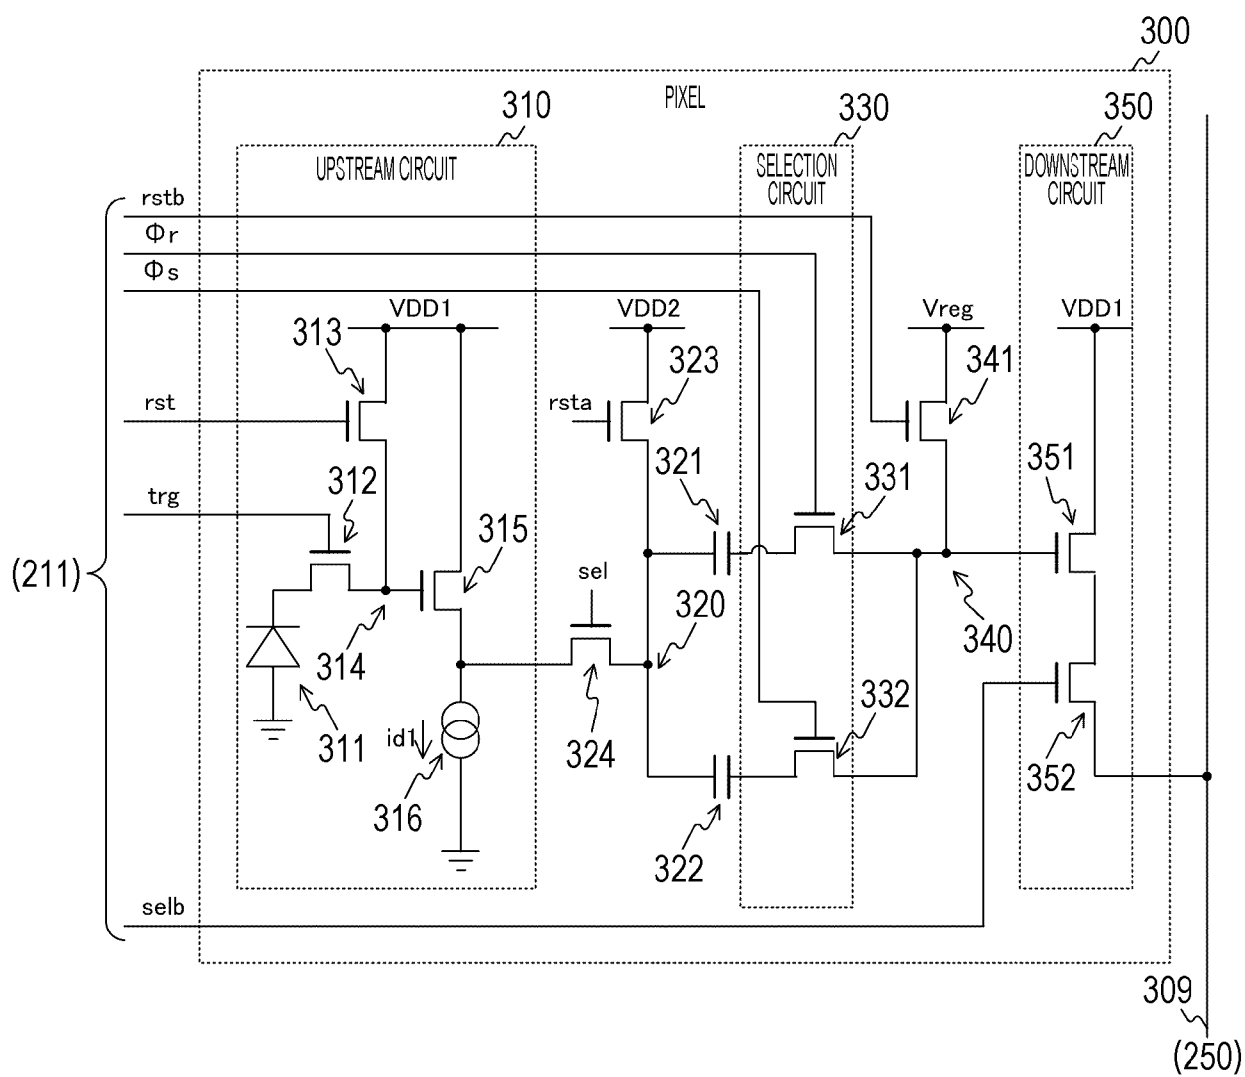 300
PIXEL
310
330
350
UPSTREAM CIRCUIT
SELECTION
CIRCUIT
DOWNSTREAM
CIRCUIT
rstb
Φr
Φs
VDD1
VDD2
Vreg
VDD1
313
323
341
rst
rsta
321
331
351
312
trg
315
(211)
sel
320
340
314
332
311
id1
324
352
316
322
selb
309
(250)